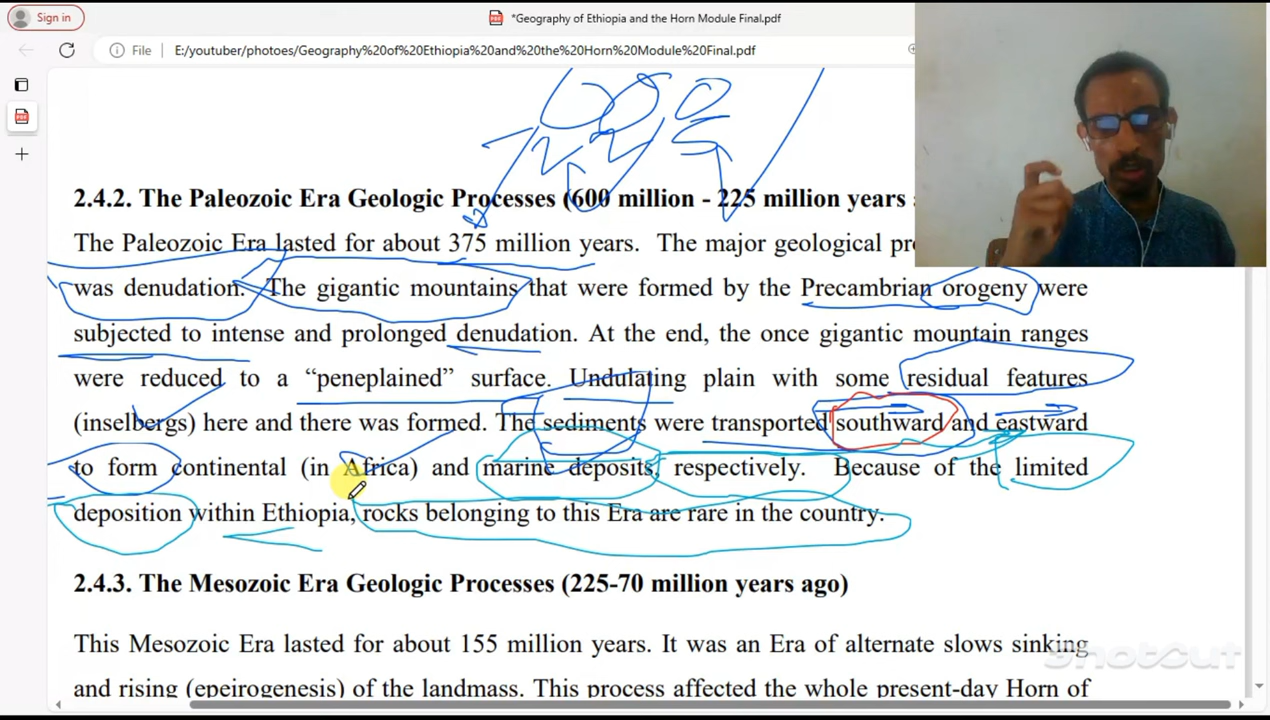 Sign in
*Geography of Ethiopia and the Horn Module Final.pdf
File E:/youtuber/photoes/Geography%20of%20Ethiopia%20and%20the%20Horn%20Module%20Final.pdf
600
225
2.4.2. The Paleozoic Era Geologic Processes (600 million - 225 million years
The Paleozoic Era lasted for about 375 million years. The major geological
was denudation. The gigantic mountains that were formed by the Precambrian orogeny were
subjected to intense and prolonged denudation. At the end, the once gigantic mountain ranges
were reduced to a “peneplained” surface. Undulating plain with some residual features
(inselbergs) here and there was formed. The sediments were transported southward and eastward
to form continental (in Africa) and marine deposits, respectively. Because of the limited
deposition within Ethiopia, rocks belonging to this Era are rare in the country.
2.4.3. The Mesozoic Era Geologic Processes (225-70 million years ago)
This Mesozoic Era lasted for about 155 million years. It was an Era of alternate slows sinking
shotcut
and rising (epeirogenesis) of the landmass. This process affected the whole present-day Horn of